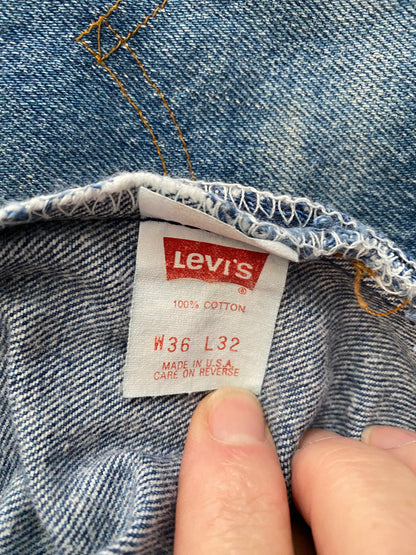 Levi's
®
100% COTTON
W36 L32
MADE IN U.S.A.
CARE ON REVERSE